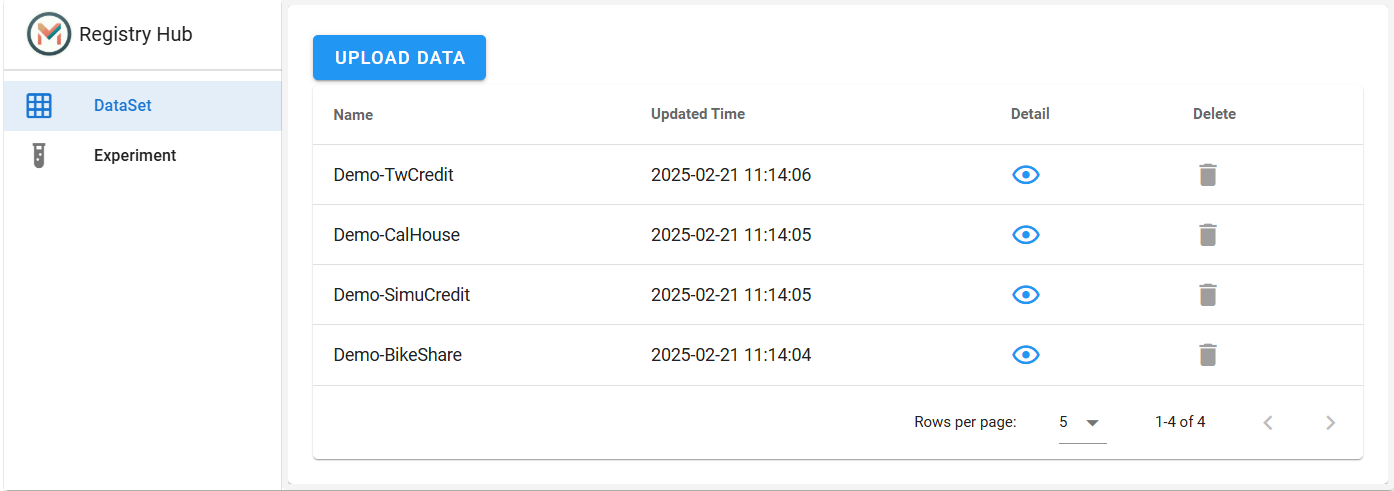 Registry Hub
DataSet
Experiment
UPLOAD DATA
Name Updated Time Detail Delete
Demo-TwCredit 2025-02-21 11:14:06
Demo-CalHouse 2025-02-21 11:14:05
Demo-SimuCredit 2025-02-21 11:14:05
Demo-BikeShare 2025-02-21 11:14:04
Rows per page: 5 1-4 of 4